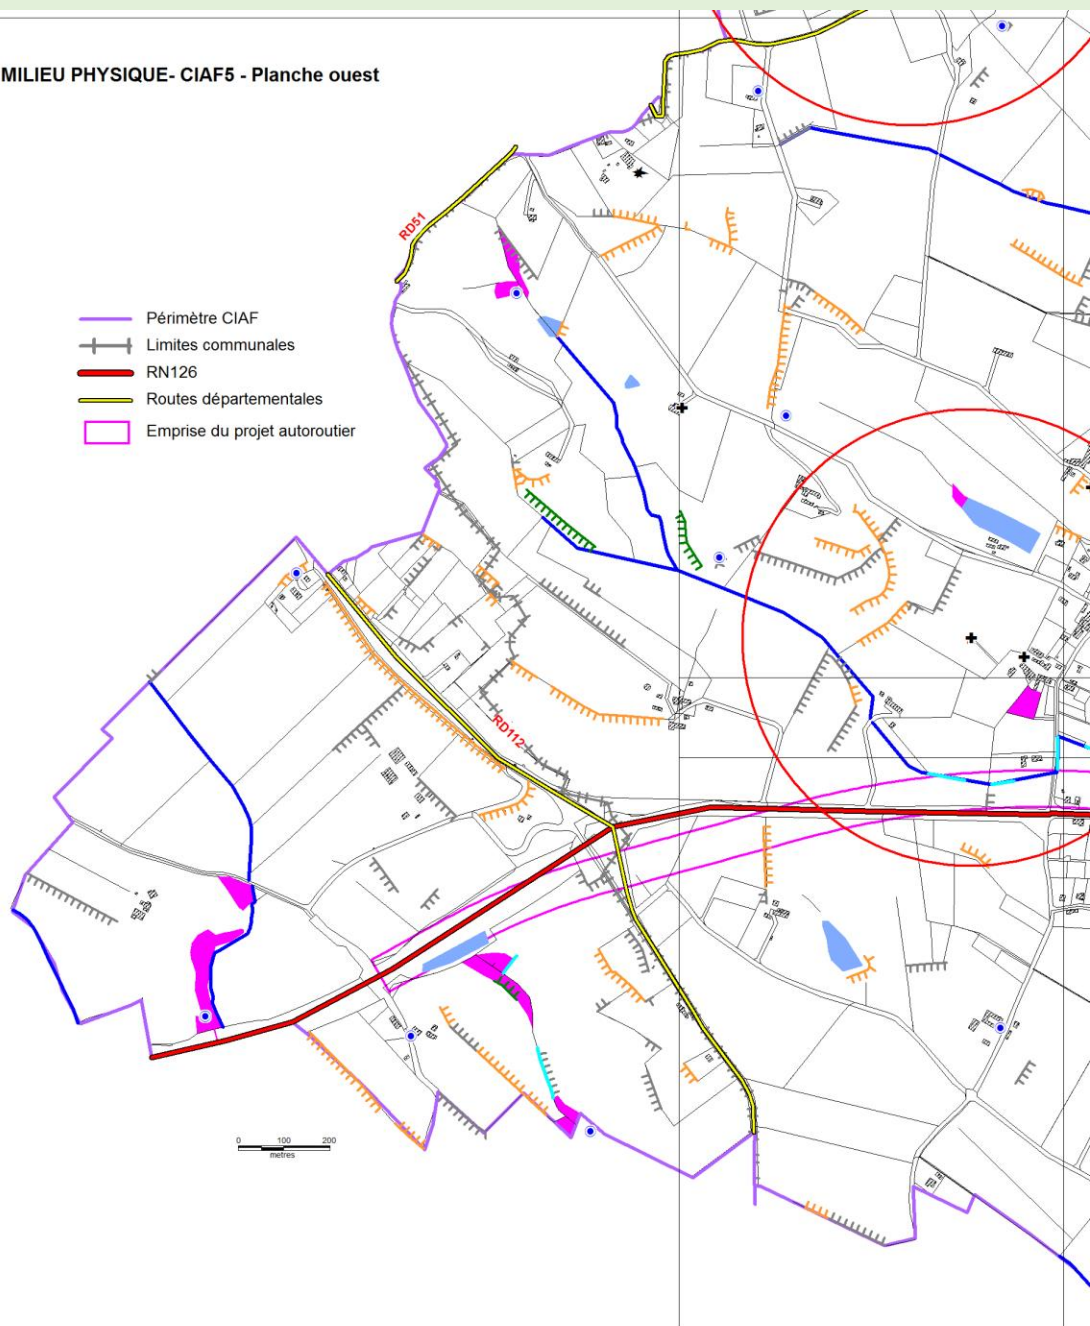 MILIEU PHYSIQUE- CIAF5 - Planche ouest
RD51
Périmètre CIAF
Limites communales
RN126
Routes départementales
Emprise du projet autoroutier
RD112
0 100 200
metres